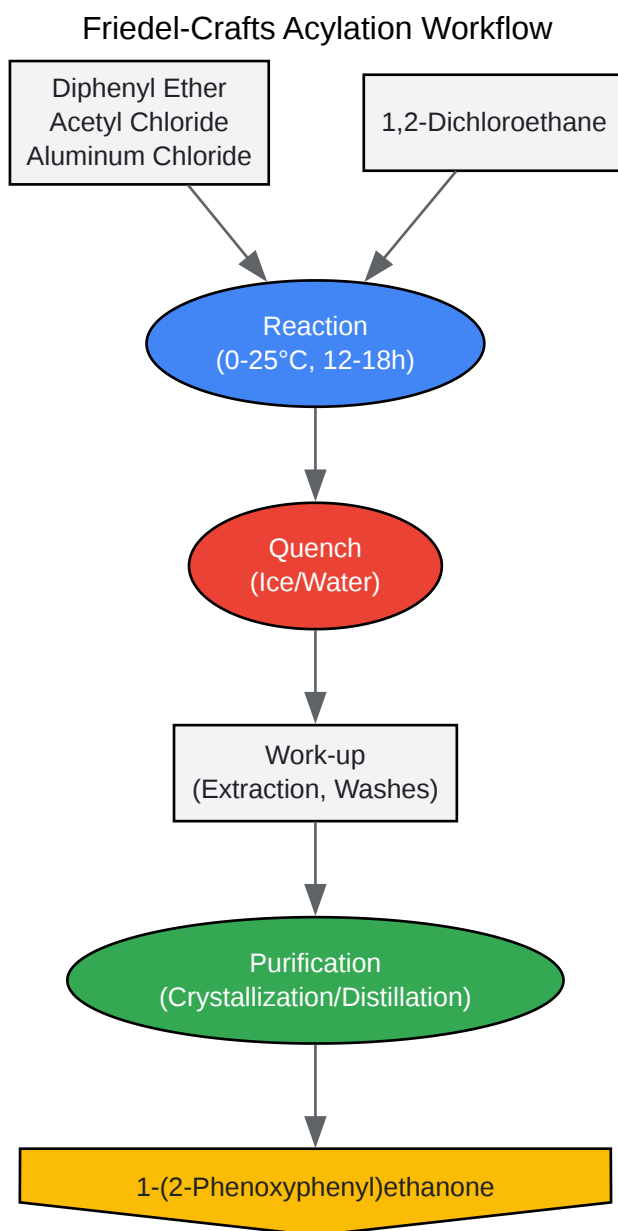 Friedel-Crafts Acylation Workflow
Diphenyl Ether
Acetyl Chloride
Aluminum Chloride
1,2-Dichloroethane
Reaction
(0-25°C, 12-18h)
Quench
(Ice/Water)
Work-up
(Extraction, Washes)
Purification
(Crystallization/Distillation)
1-(2-Phenoxyphenyl)ethanone